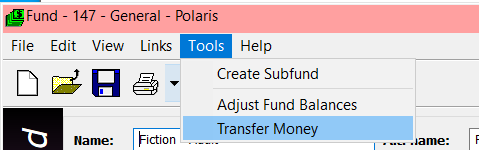 Fund - 147 - General - Polaris
File Edit View Links Tools Help
Create Subfund
Adjust Fund Balances
Transfer Money
d
Name: Fiction